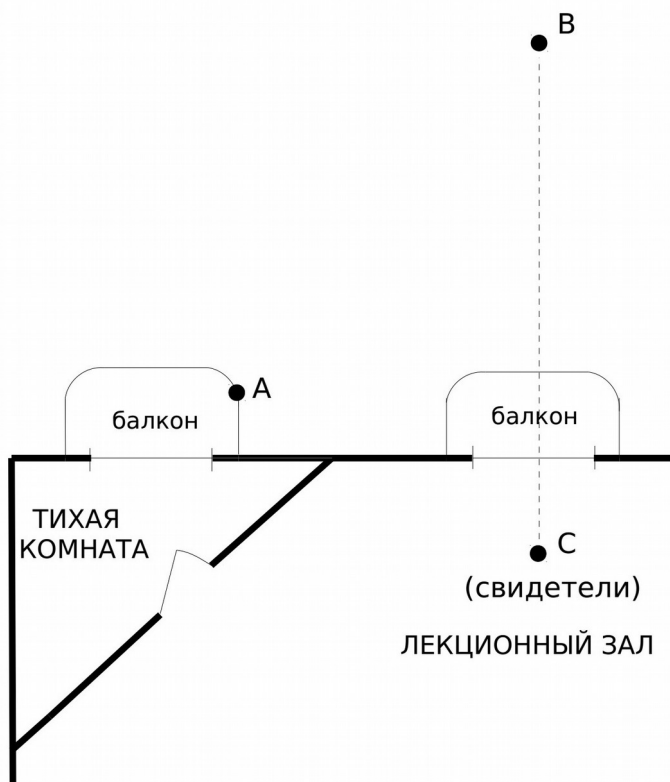 B
A
балкон
балкон
ТИХАЯ
КОМНАТА
C
(свидетели)
ЛЕКЦИОННЫЙ ЗАЛ